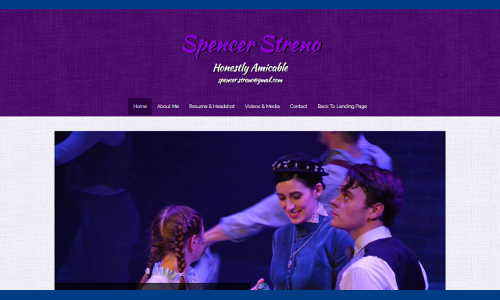 Spencer Streno
Honestly Amicable
spencer.streno@gmail.com
Home About Me Resume & Headshot Videos & Media Contact Back To Landing Page